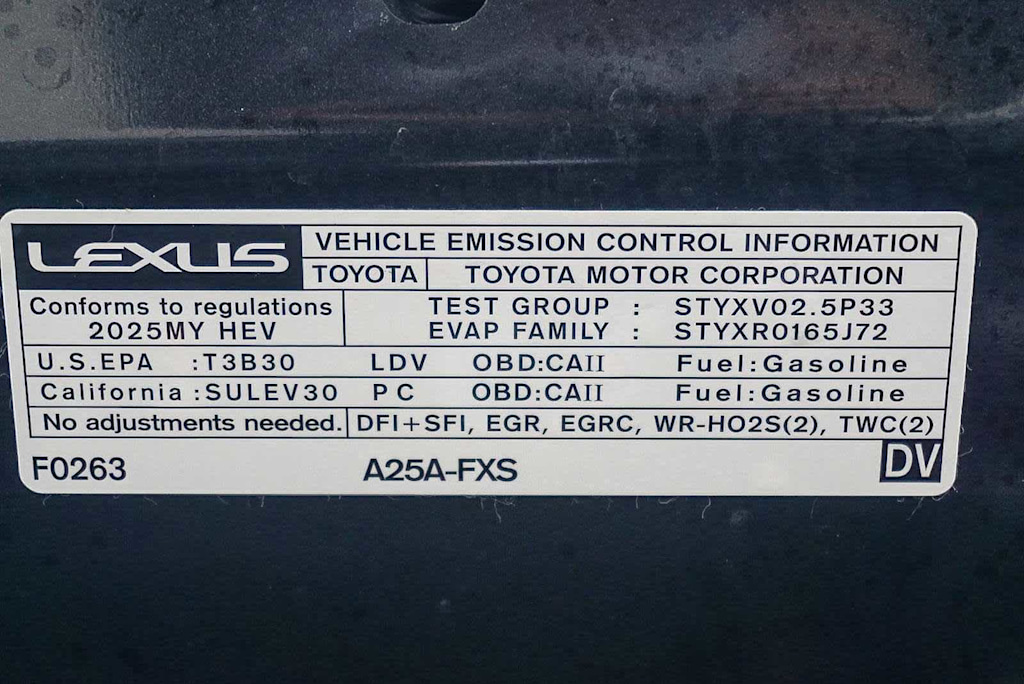 LEXUS VEHICLE EMISSION CONTROL INFORMATION
TOYOTA TOYOTA MOTOR CORPORATION
Conforms to regulations TEST GROUP : STYXV02.5P33
2025MY HEV EVAP FAMILY : STYXR0165J72
U.S.EPA :T3B30 LDV OBD:CAII Fuel:Gasoline
California :SULEV30 PC OBD:CAII Fuel:Gasoline
No adjustments needed. DFI+SFI, EGR, EGRC, WR-HO2S(2), TWC(2)
F0263 A25A-FXS DV